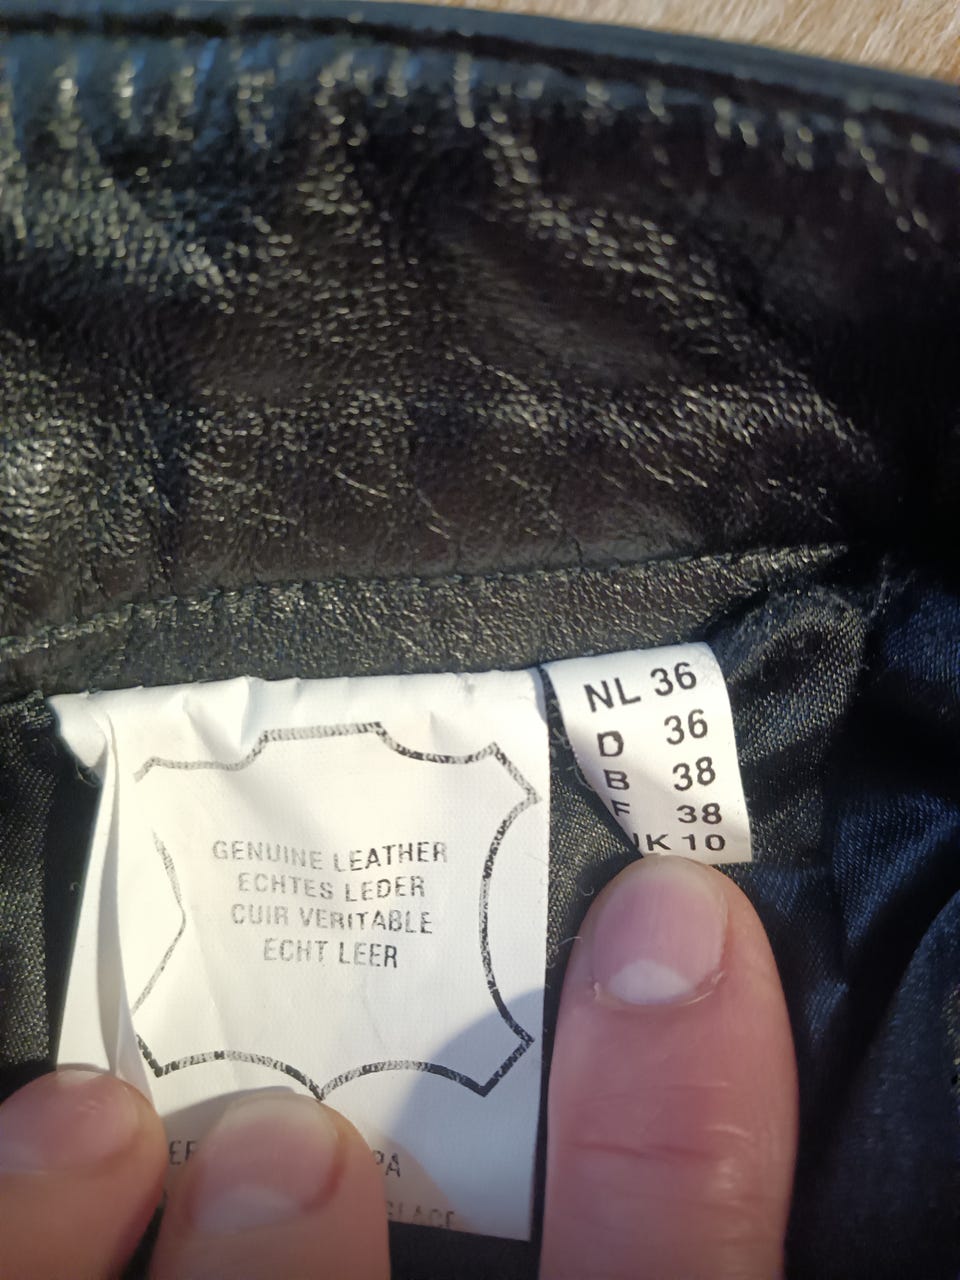 GENUINE LEATHER
ECHTES LEDER
CUIR VERITABLE
ECHT LEER
NL 36
D 36
B 38
F 38
UK 10